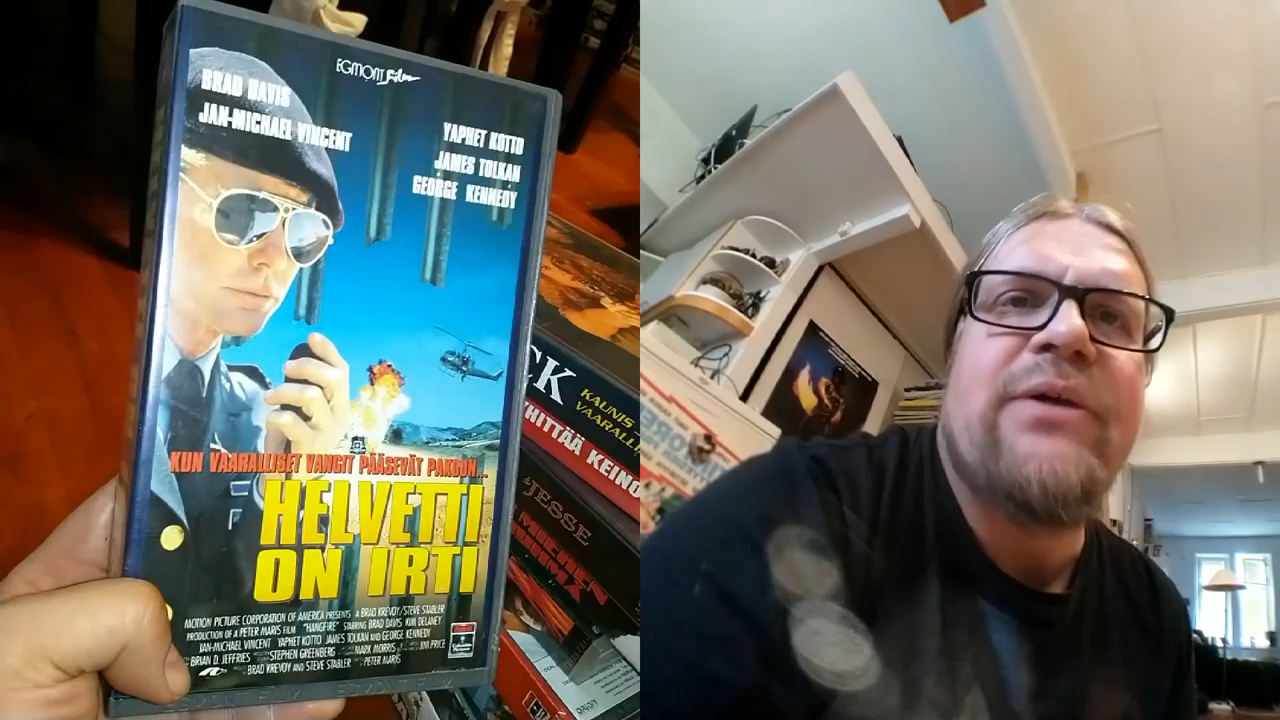 EGMONT Film
BRAD DAVIS
JAN-MICHAEL VINCENT
YAPHET KOTTO
JAMES TOLKAN
GEORGE KENNEDY
KUN VAARALLISET VANGIT PÄÄSEVÄT PAKOON...
HELVETTI
ON IRTI
MOTION PICTURE CORPORATION OF AMERICA PRESENTS A BRAD KREVOY/STEVE STABLER
PRODUCTION OF A PETER MARIS FILM "HANGFIRE" STARRING BRAD DAVIS KIM DELANEY
JAN-MICHAEL VINCENT YAPHET KOTTO JAMES TOLKAN AND GEORGE KENNEDY
BRIAN D. JEFFRIES STEPHEN GREENBERG MARK MORRIS JIM PRICE
BRAD KREVOY AND STEVE STABLER PETER MARIS
CK
KAUNIS
VAARALLI
YHITTÄÄ KEINO
JESSE